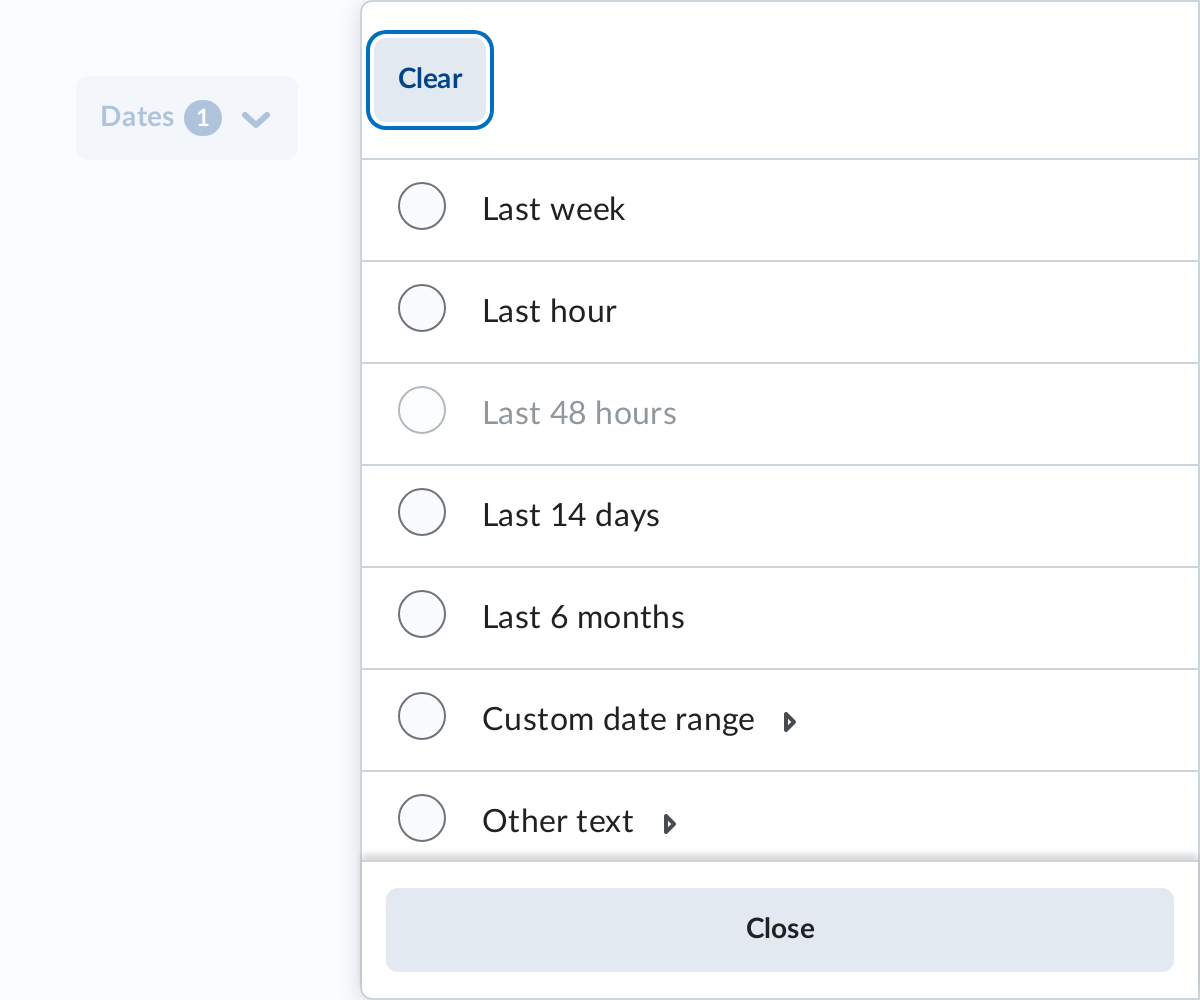 Clear
Dates 1
Last week
Last hour
Last 48 hours
Last 14 days
Last 6 months
Custom date range
Other text
Close